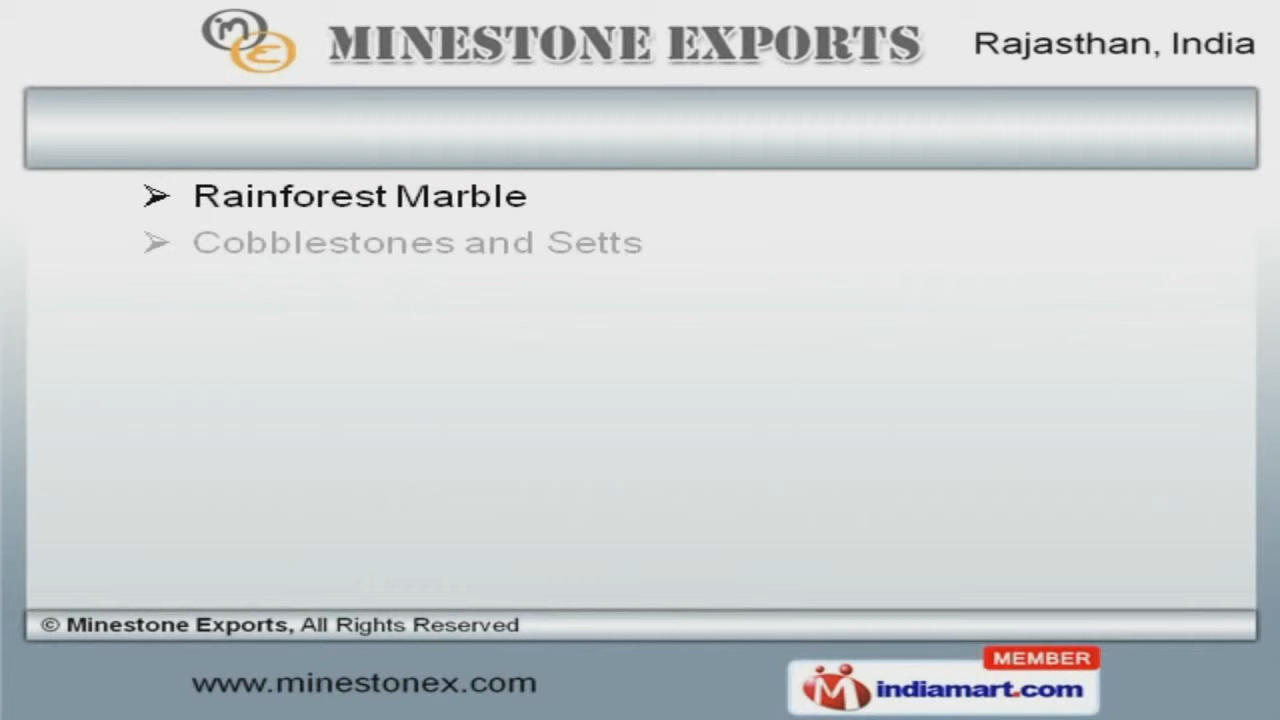 MINESTONE EXPORTS
Rajasthan, India
Rainforest Marble
Cobblestones and Setts
© Minestone Exports, All Rights Reserved
www.minestonex.com
MEMBER
indiamart.com